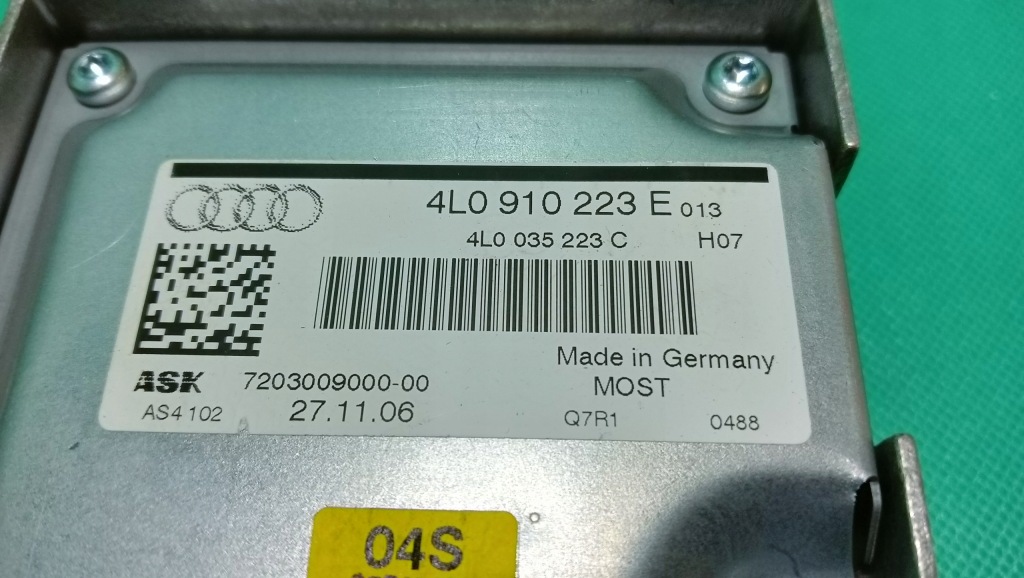 4L0 910 223 E 013
4L0 035 223 C H07
Made in Germany
ASK 7203009000-00 MOST
AS4 102 27.11.06 Q7R1 0488
04S